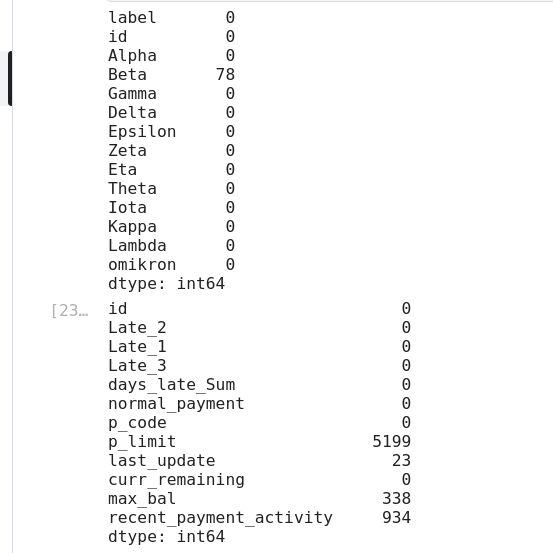 label 0
id 0
Alpha 0
Beta 78
Gamma 0
Delta 0
Epsilon 0
Zeta 0
Eta 0
Theta 0
Iota 0
Kappa 0
Lambda 0
omikron 0
dtype: int64
[23…
id 0
Late_2 0
Late_1 0
Late_3 0
days_late_Sum 0
normal_payment 0
p_code 0
p_limit 5199
last_update 23
curr_remaining 0
max_bal 338
recent_payment_activity 934
dtype: int64